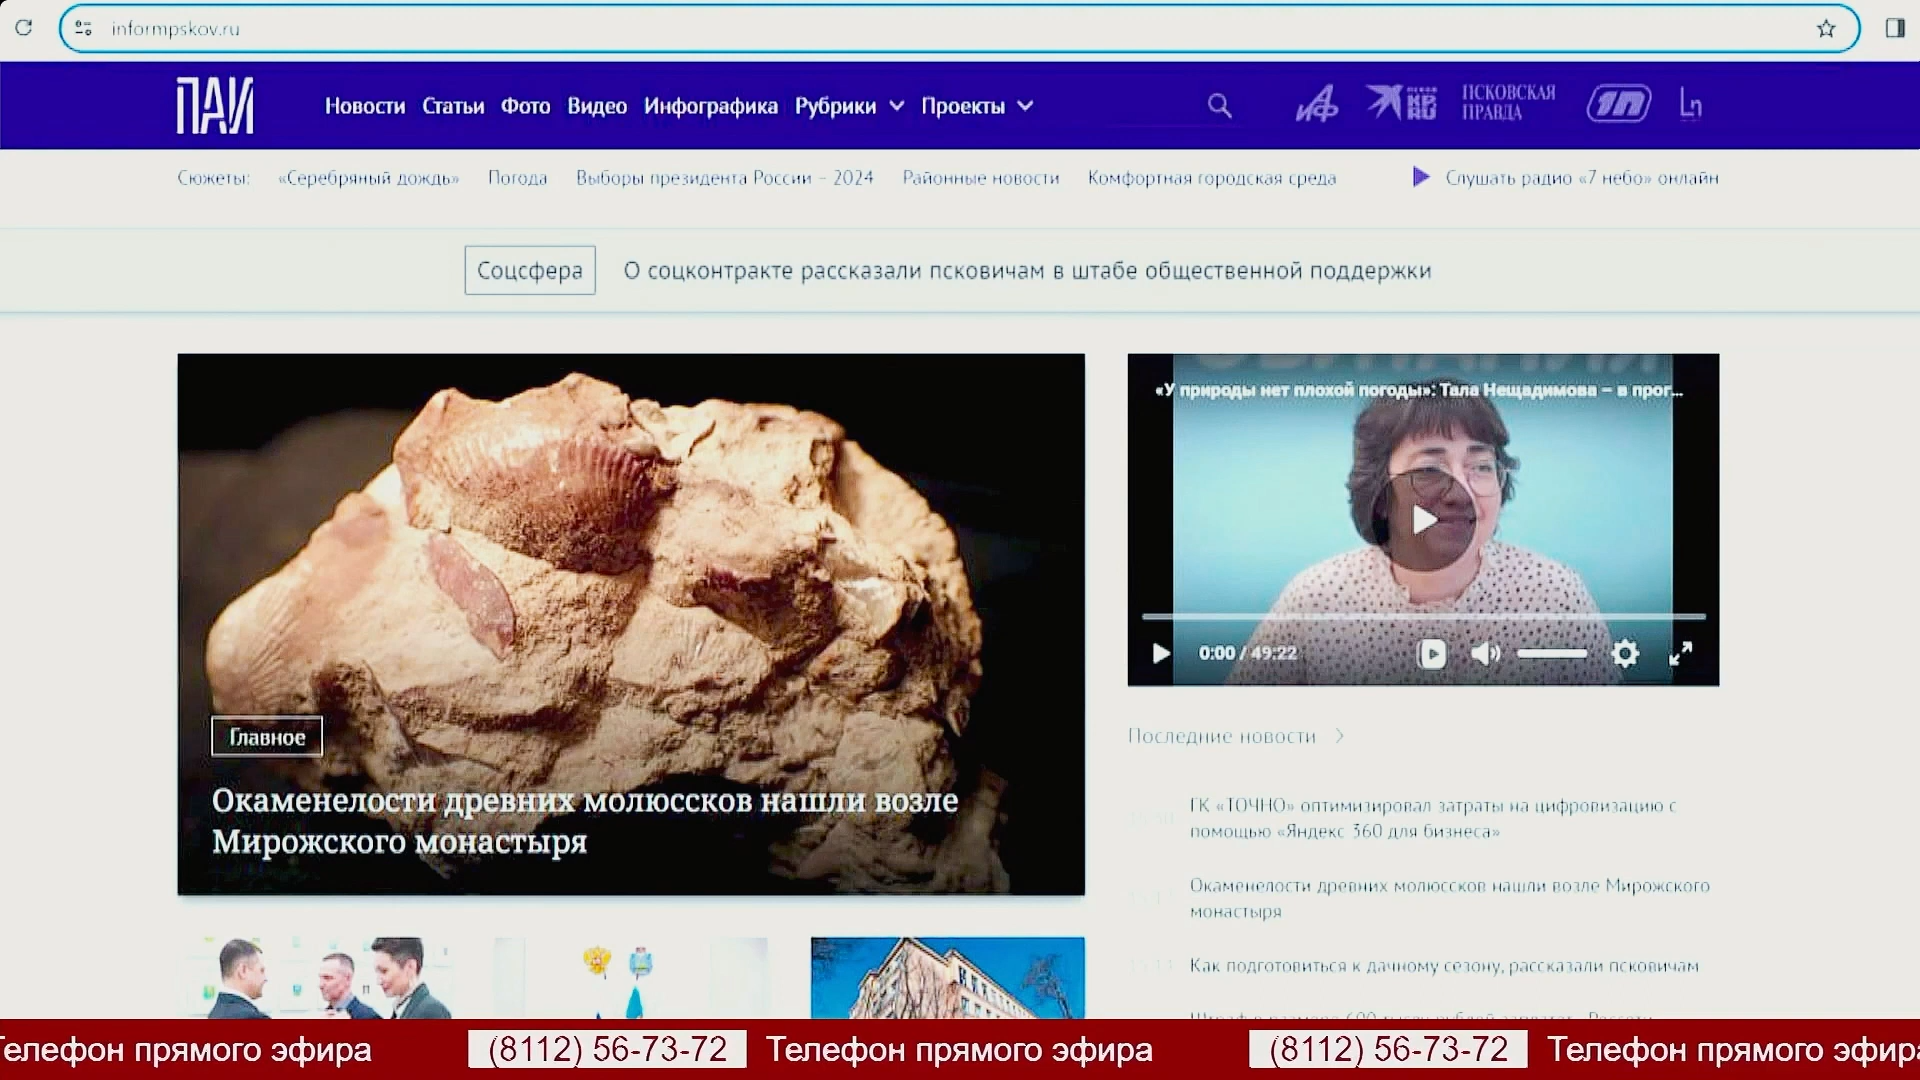 informpskov.ru
ПАИ
Новости Статьи Фото Видео Инфографика Рубрики Проекты
АиФ
KP.RU
ПСКОВСКАЯ ПРАВДА
1П
Ln
Сюжеты: «Серебряный дождь» Погода Выборы президента России – 2024 Районные новости Комфортная городская среда Слушать радио «7 небо» онлайн
Соцсфера О соцконтракте рассказали псковичам в штабе общественной поддержки
«У природы нет плохой погоды»: Тала Нещадимова – в прог...
0:00 / 49:22
Главное
Окаменелости древних молюссков нашли возле
Мирожского монастыря
Последние новости
ГК «ТОЧНО» оптимизировал затраты на цифровизацию с
помощью «Яндекс 360 для бизнеса»
Окаменелости древних молюссков нашли возле Мирожского
монастыря
Как подготовиться к дачному сезону, рассказали псковичам
Телефон прямого эфира (8112) 56-73-72 Телефон прямого эфира (8112) 56-73-72 Телефон прямого эфира